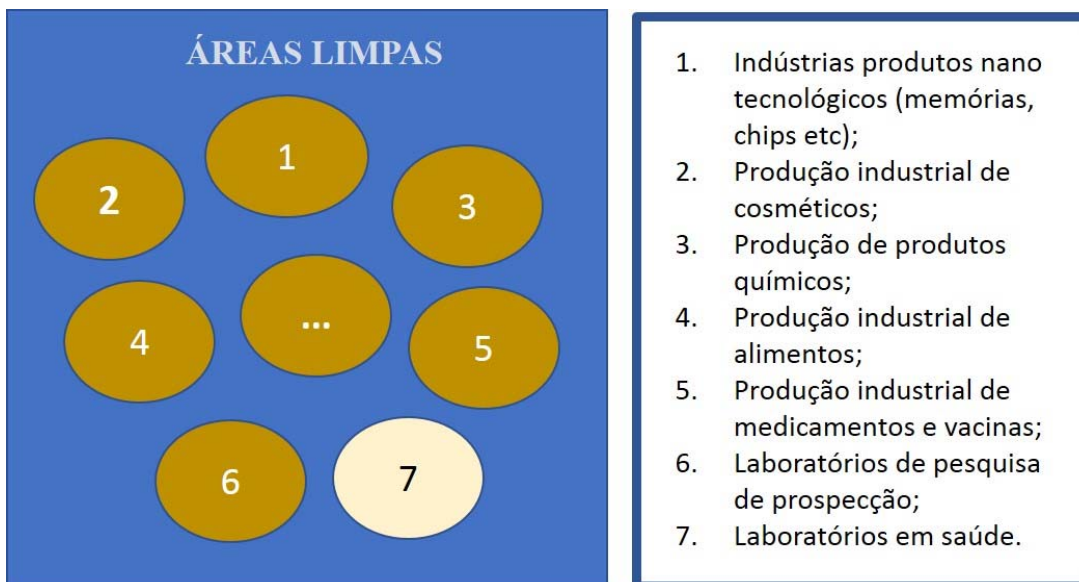 ÁREAS LIMPAS
1
2
3
...
4
5
6
7
1. Indústrias produtos nano
tecnológicos (memórias,
chips etc);
2. Produção industrial de
cosméticos;
3. Produção de produtos
químicos;
4. Produção industrial de
alimentos;
5. Produção industrial de
medicamentos e vacinas;
6. Laboratórios de pesquisa
de prospecção;
7. Laboratórios em saúde.